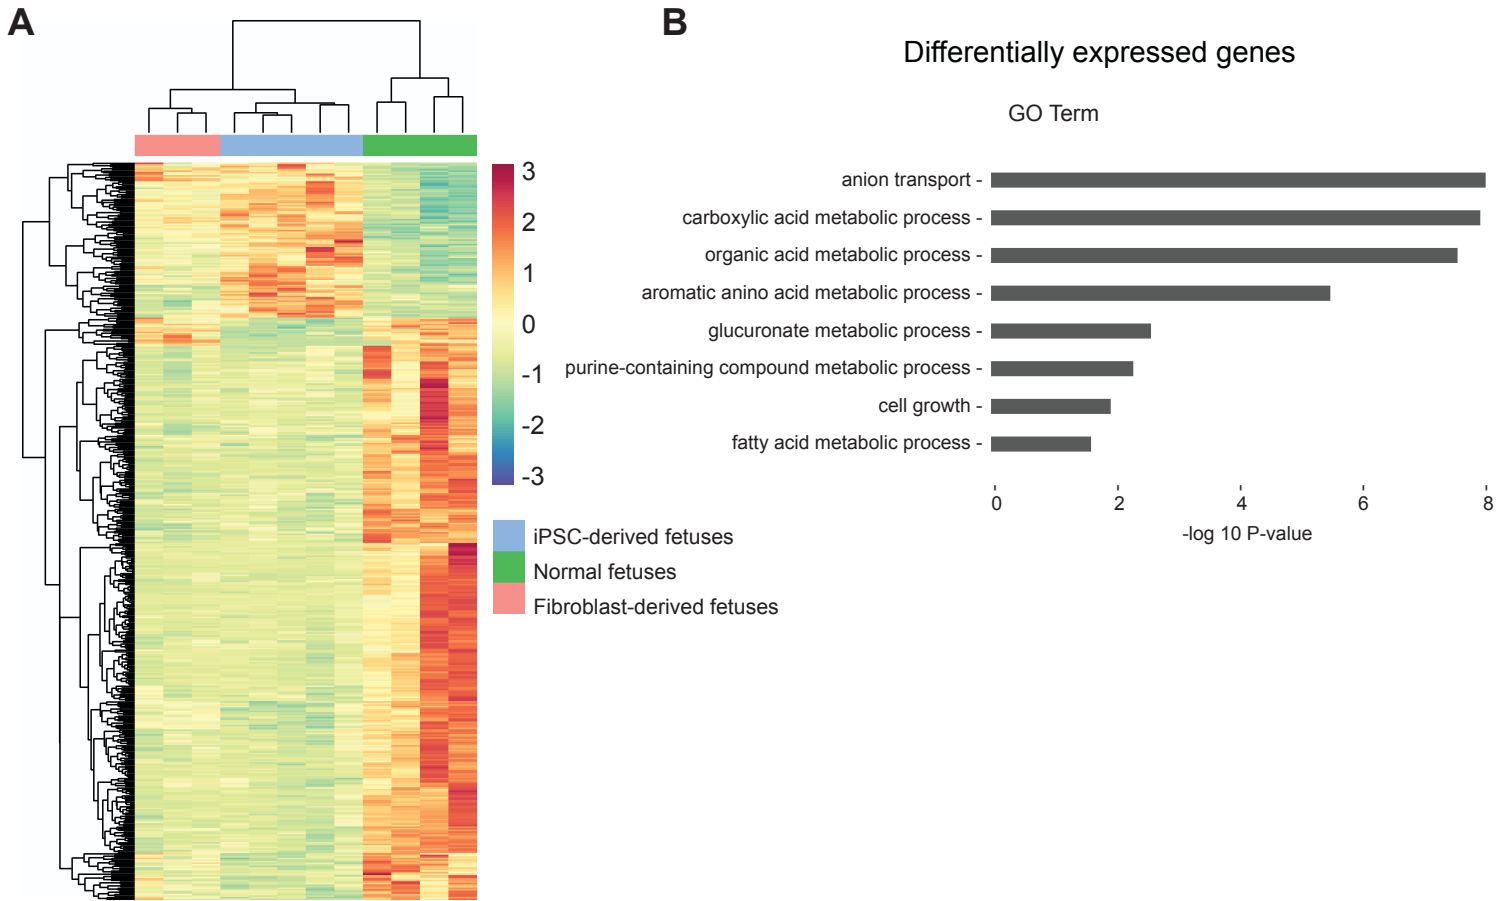 A
B
Differentially expressed genes
GO Term
anion transport -
carboxylic acid metabolic process -
organic acid metabolic process -
aromatic anino acid metabolic process -
glucuronate metabolic process -
purine-containing compound metabolic process -
cell growth -
fatty acid metabolic process -
0 2 4 6 8
-log 10 P-value
3
2
1
0
-1
-2
-3
iPSC-derived fetuses
Normal fetuses
Fibroblast-derived fetuses